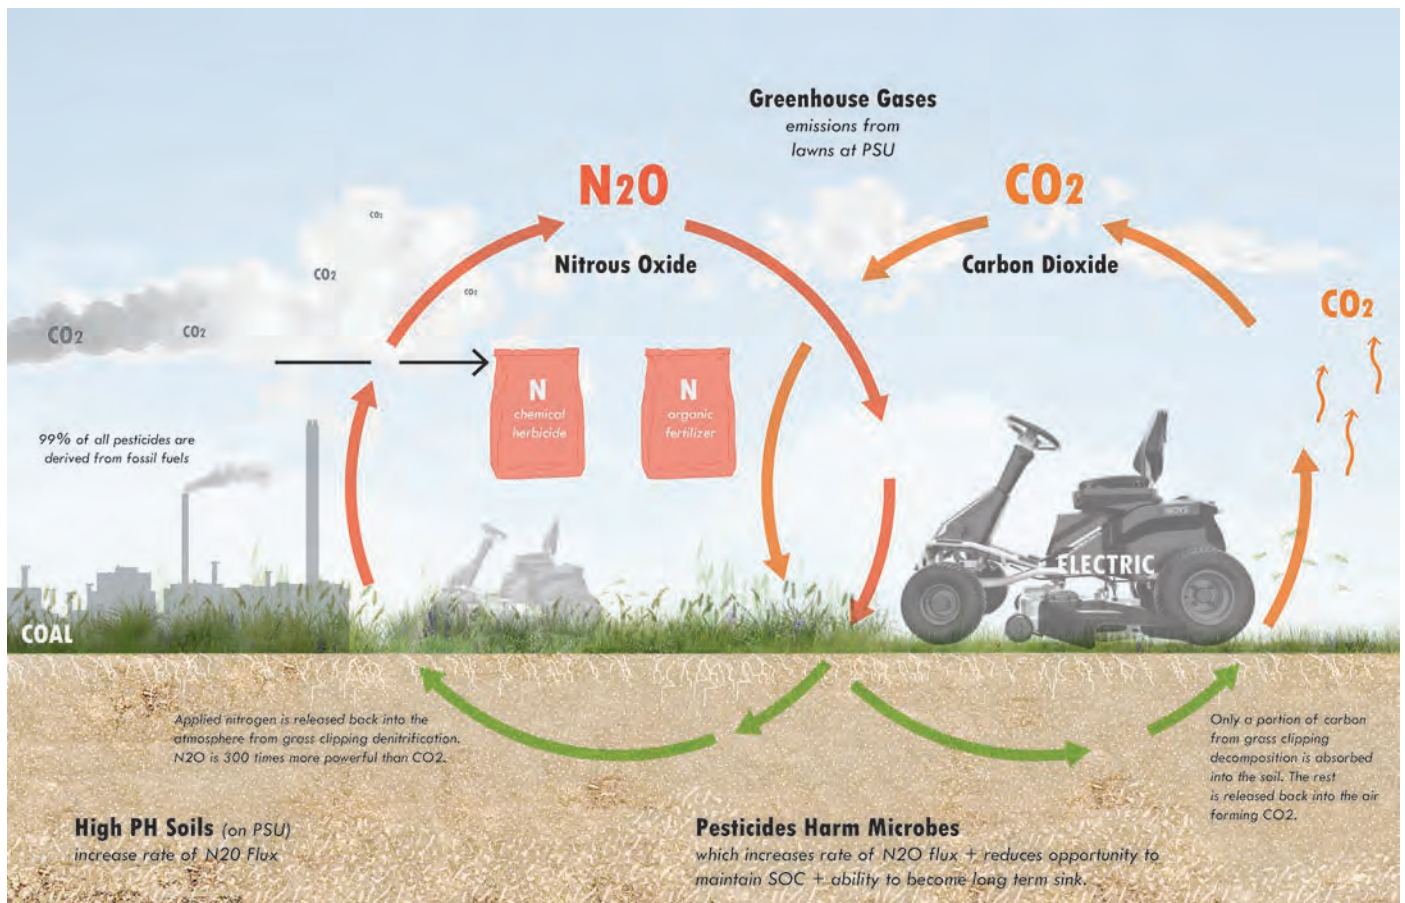 Greenhouse Gases
emissions from
lawns at PSU
N2O
Nitrous Oxide
CO2
Carbon Dioxide
CO2
CO2
CO2
CO2
CO2
CO2
N
chemical
herbicide
N
organic
fertilizer
99% of all pesticides are
derived from fossil fuels
COAL
ELECTRIC
Applied nitrogen is released back into the
atmosphere from grass clipping denitrification.
N2O is 300 times more powerful than CO2.
Only a portion of carbon
from grass clipping
decomposition is absorbed
into the soil. The rest
is released back into the air
forming CO2.
High PH Soils (on PSU)
increase rate of N20 Flux
Pesticides Harm Microbes
which increases rate of N2O flux + reduces opportunity to
maintain SOC + ability to become long term sink.